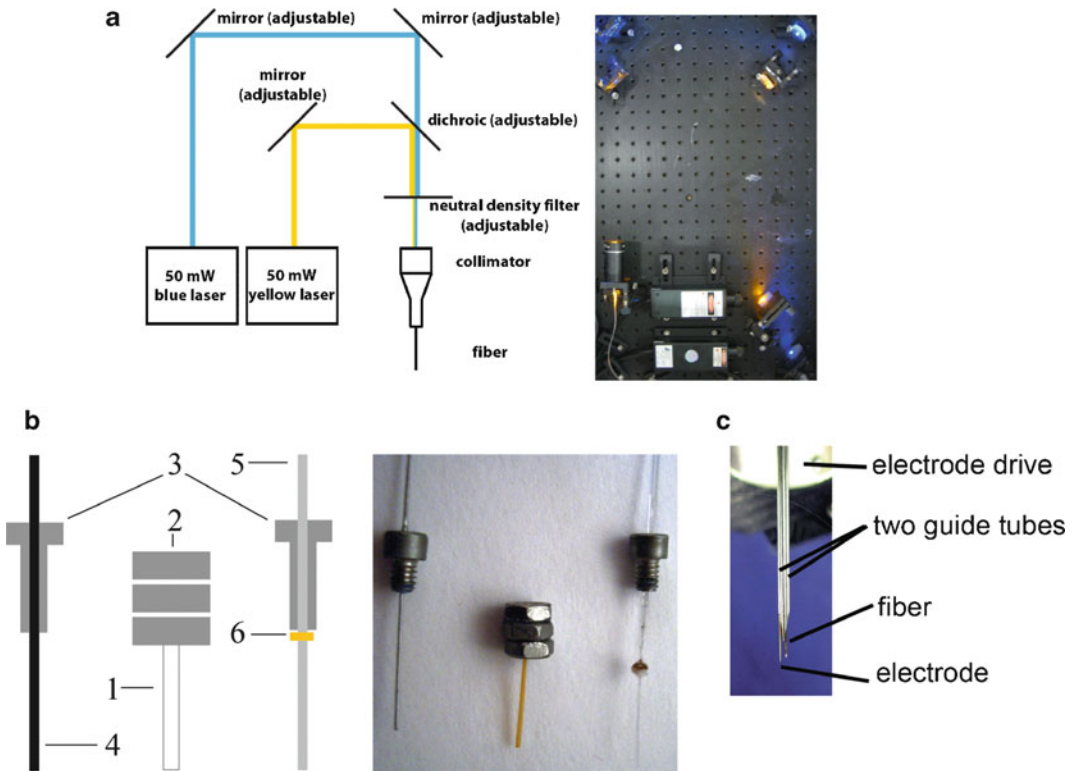 a
mirror (adjustable)
mirror (adjustable)
mirror
(adjustable)
dichroic (adjustable)
neutral density filter
(adjustable)
50 mW
blue laser
50 mW
yellow laser
collimator
fiber
b
3
5
2
6
1
4
c
electrode drive
two guide tubes
fiber
electrode